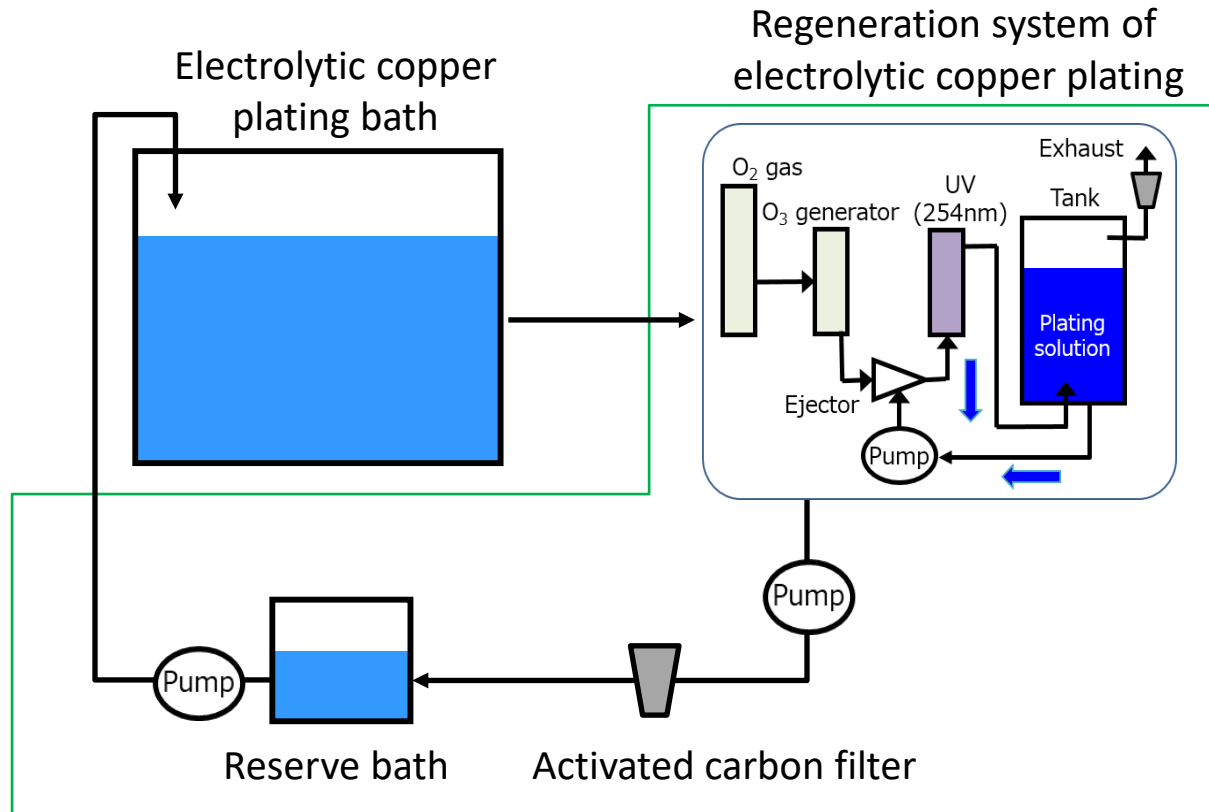 Regeneration system of
electrolytic copper plating
Electrolytic copper
plating bath
Exhaust
O₂ gas
UV
(254nm)
Tank
O₃ generator
Plating
solution
Ejector
Pump
Pump
Pump
Reserve bath
Activated carbon filter